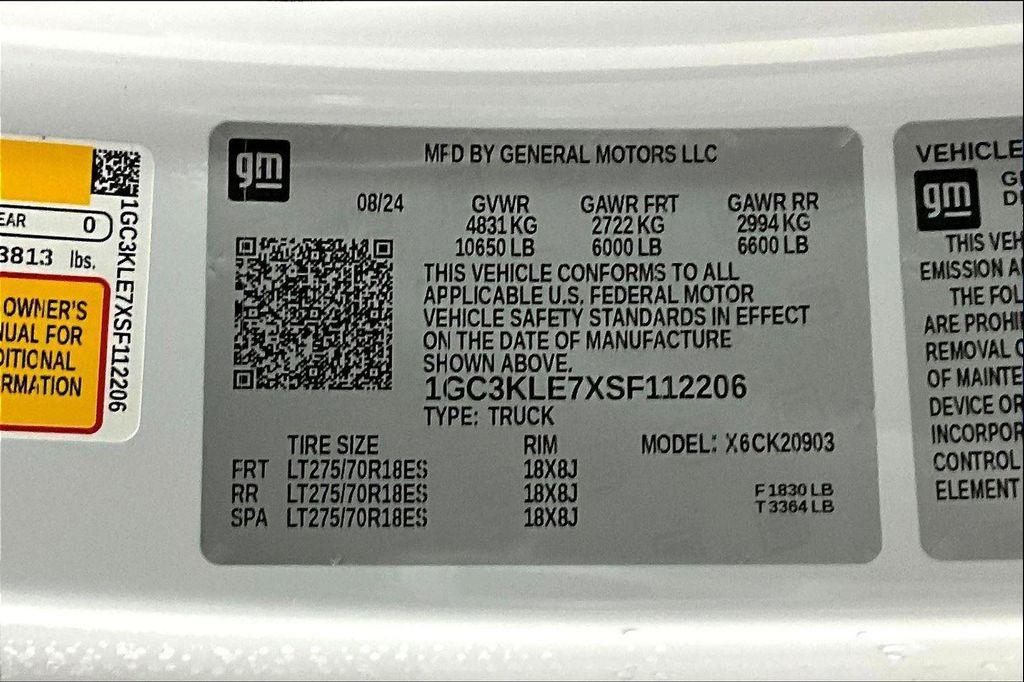 EAR 0
3813 lbs.
OWNER'S
NUAL FOR
DITIONAL
RMATION
1GC3KLE7XSF112206
gm
MFD BY GENERAL MOTORS LLC
08/24 GVWR GAWR FRT GAWR RR
4831 KG 2722 KG 2994 KG
10650 LB 6000 LB 6600 LB
THIS VEHICLE CONFORMS TO ALL
APPLICABLE U.S. FEDERAL MOTOR
VEHICLE SAFETY STANDARDS IN EFFECT
ON THE DATE OF MANUFACTURE
SHOWN ABOVE.
1GC3KLE7XSF112206
TYPE: TRUCK
TIRE SIZE RIM MODEL: X6CK20903
FRT LT275/70R18ES 18X8J
RR LT275/70R18ES 18X8J F 1830 LB
SPA LT275/70R18ES 18X8J T 3364 LB
VEHICLE
gm
THIS VEH
EMISSION A
THE FOL
ARE PROHI
REMOVAL O
OF MAINTE
DEVICE OR
INCORPOR
CONTROL
ELEMENT